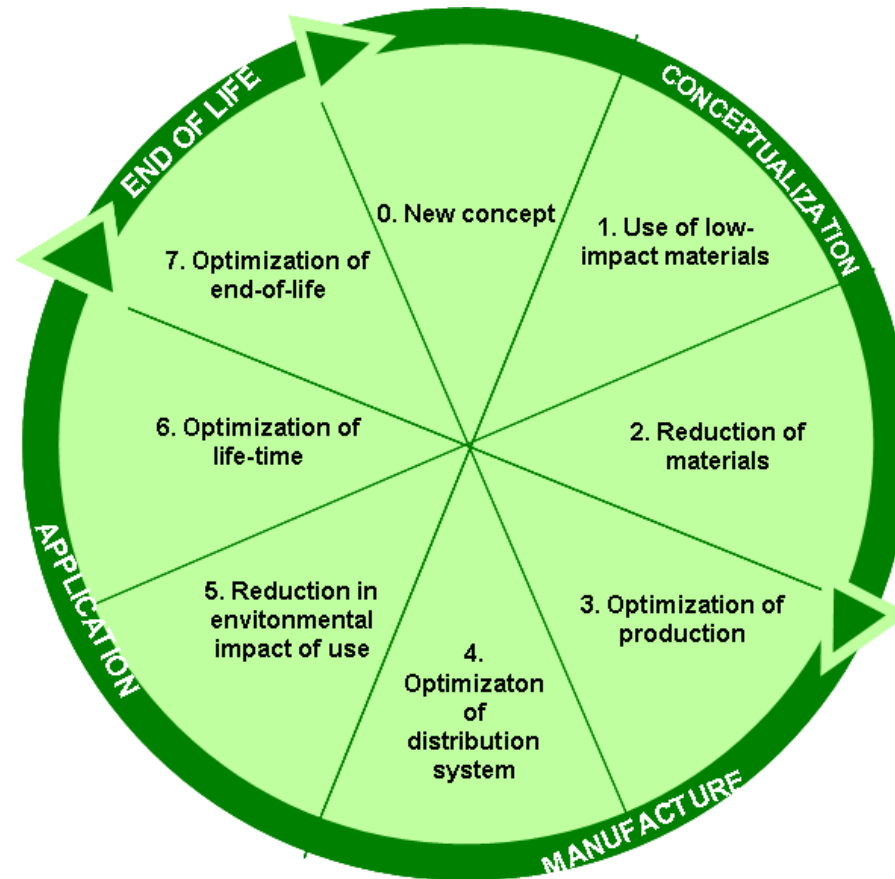 END OF LIFE
CONCEPTUALIZATION
0. New concept
1. Use of low-
impact materials
7. Optimization of
end-of-life
6. Optimization of
life-time
2. Reduction of
materials
5. Reduction in
envitonmental
impact of use
3. Optimization of
production
4.
Optimizaton
of
distribution
system
APPLICATION
MANUFACTURE